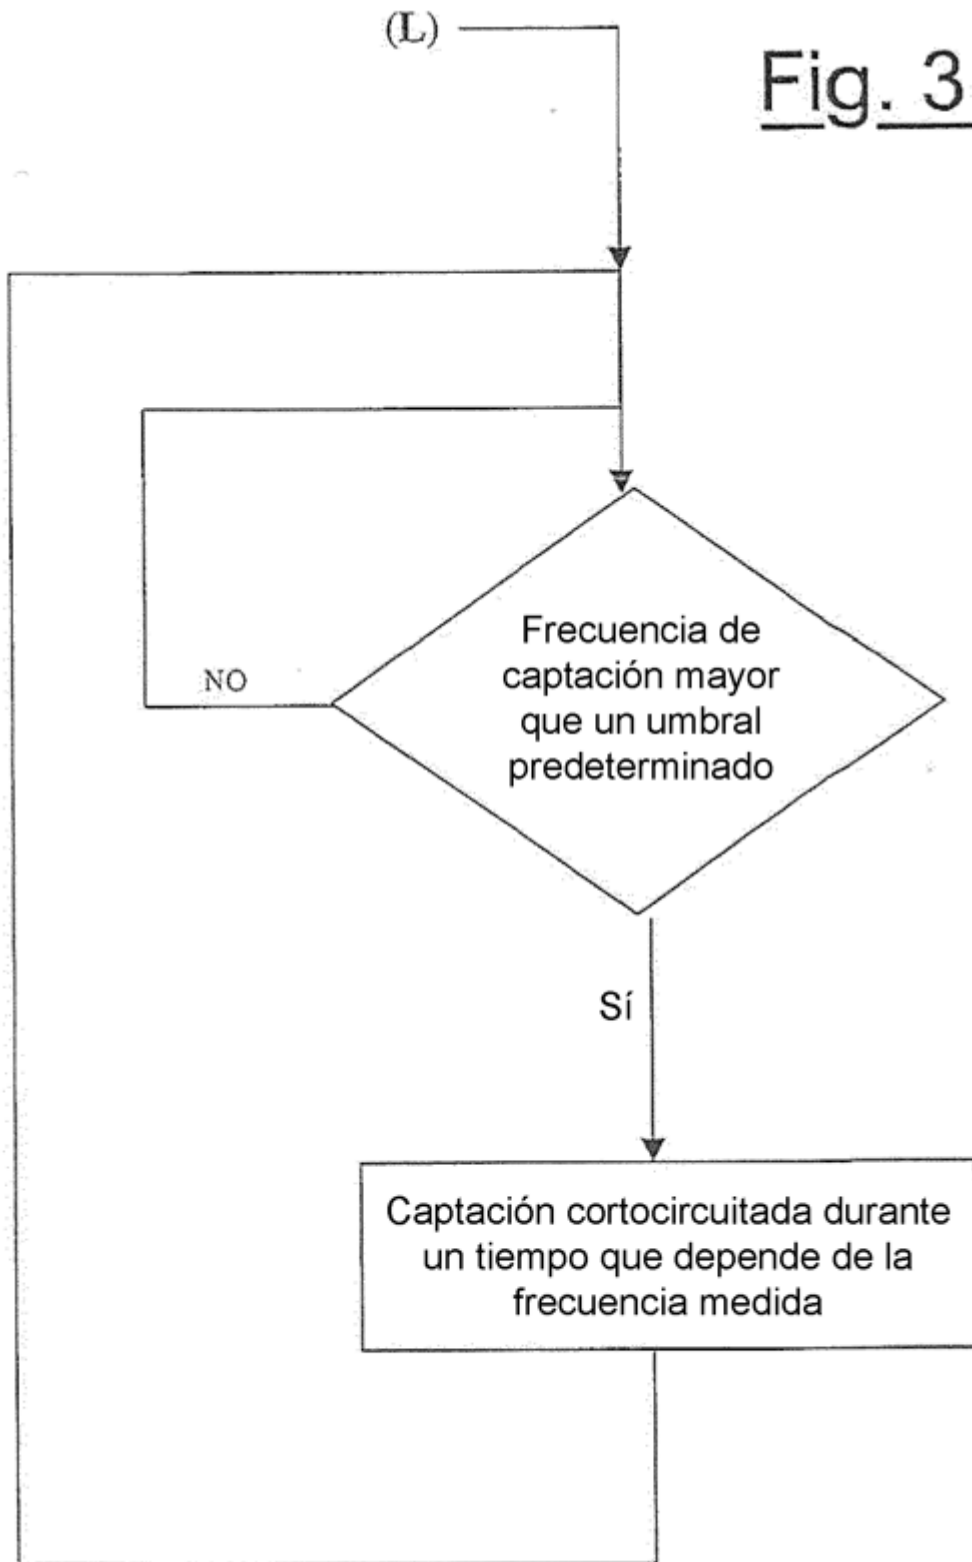 (L)
Fig. 3
Frecuencia de
captación mayor
que un umbral
predeterminado
NO
Sí
Captación cortocircuitada durante
un tiempo que depende de la
frecuencia medida